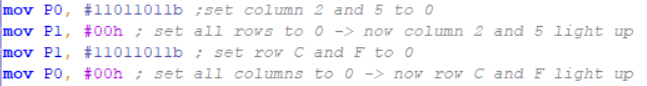 mov P0, #11011011b ;set column 2 and 5 to 0
mov P1, #00h ; set all rows to 0 -> now column 2 and 5 light up
mov P1, #11011011b ; set row C and F to 0
mov P0, #00h ; set all columns to 0 -> now row C and F light up